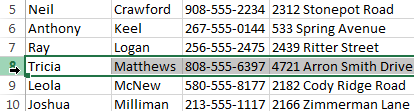 5 Neil Crawford 908-555-2234 2312 Stonepot Road
6 Anthony Keel 267-555-0144 533 Spring Avenue
7 Ray Logan 256-555-2475 2439 Ritter Street
8 Tricia Matthews 808-555-6397 4721 Arron Smith Drive
9 Leola McNew 580-555-8177 2182 Cody Ridge Road
10 Joshua Milliman 213-555-1117 2166 Zimmerman Lane